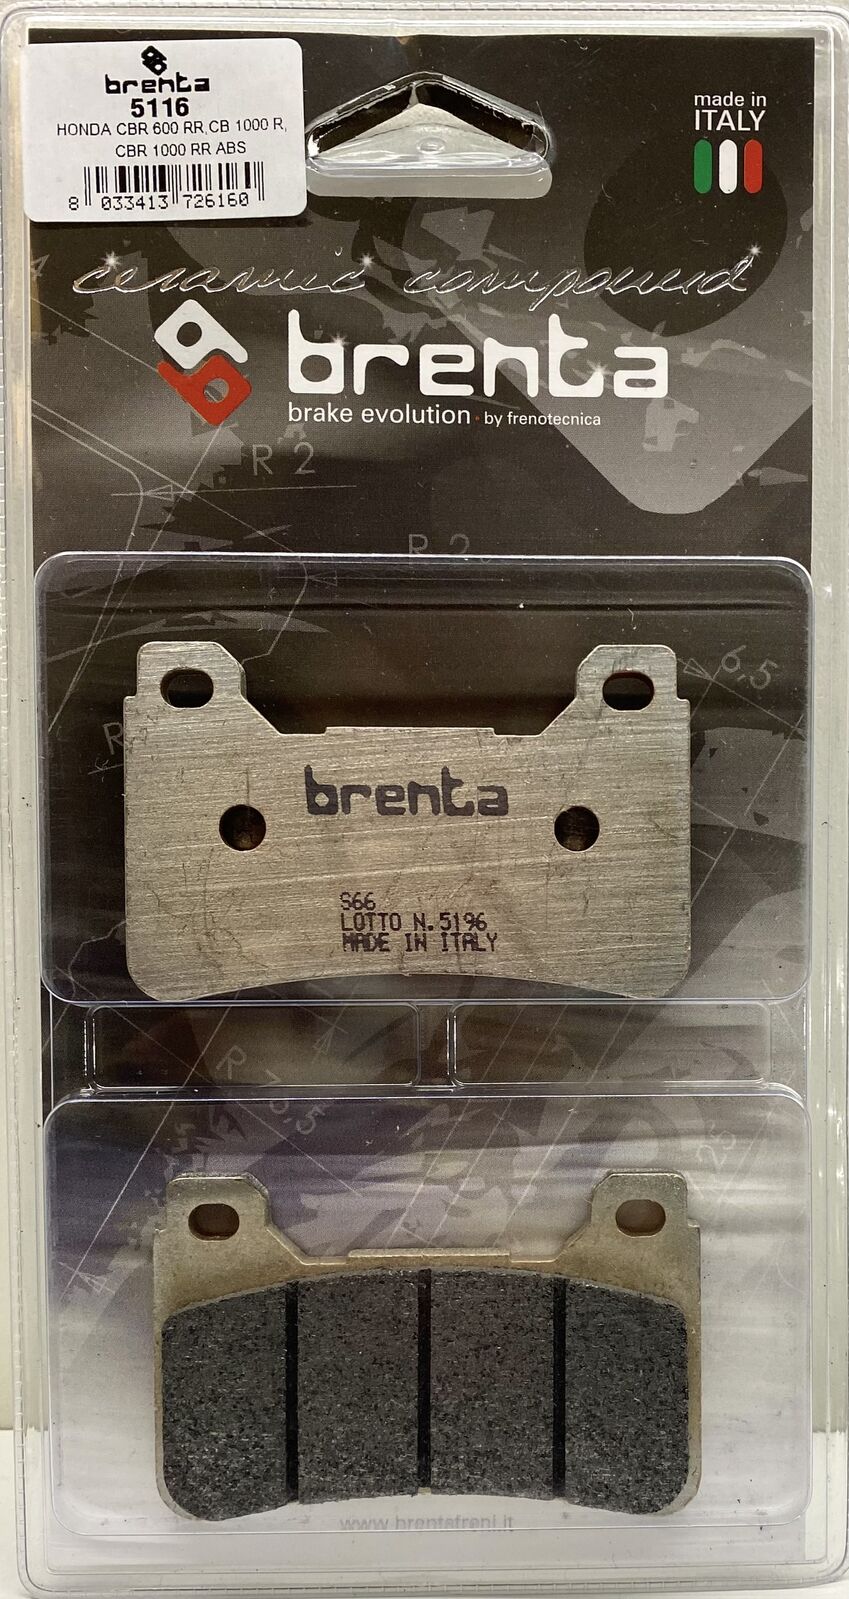 brenta
5116
HONDA CBR 600 RR,CB 1000 R,
CBR 1000 RR ABS
8 033413 726160
made in
ITALY
ceramic compound
brenta
brake evolution · by frenotecnica
R 2
R 2
6,5
R
brenta
S66
LOTTO N.5196
MADE IN ITALY
25
www.brentafreni.it